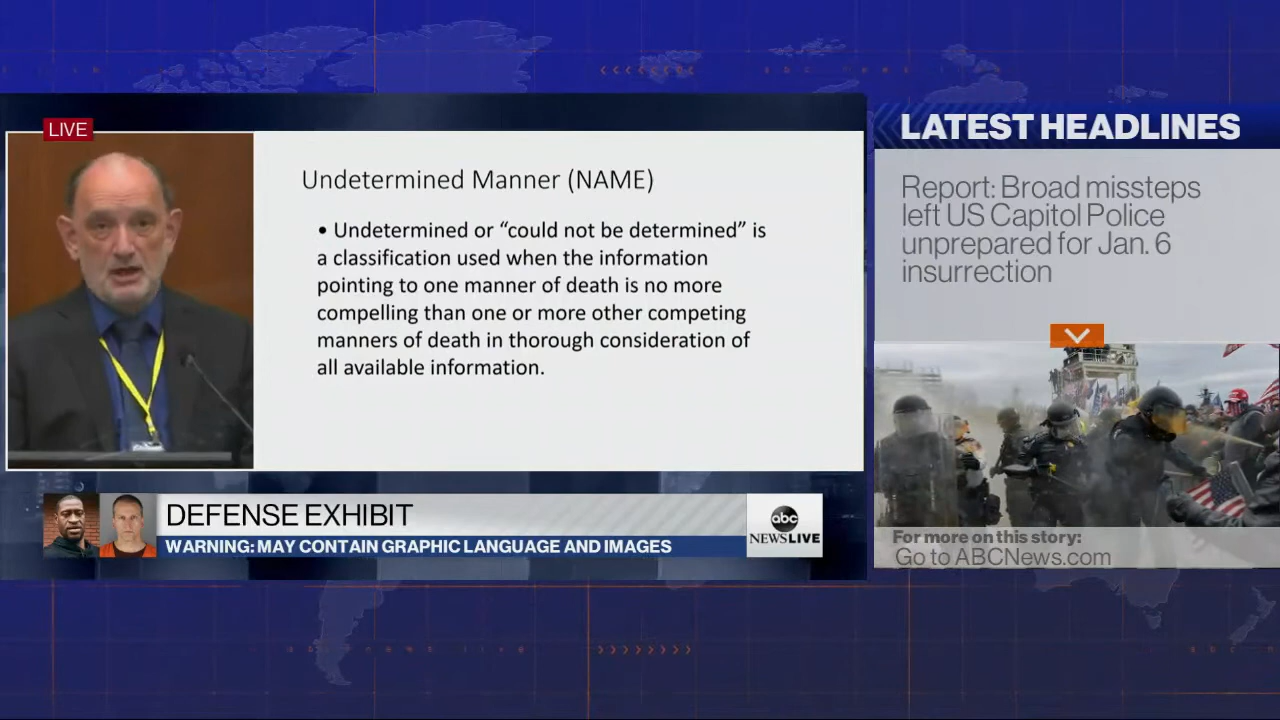 LIVE
Undetermined Manner (NAME)
• Undetermined or “could not be determined” is
a classification used when the information
pointing to one manner of death is no more
compelling than one or more other competing
manners of death in thorough consideration of
all available information.
DEFENSE EXHIBIT
WARNING: MAY CONTAIN GRAPHIC LANGUAGE AND IMAGES
abc
NEWS LIVE
LATEST HEADLINES
Report: Broad missteps
left US Capitol Police
unprepared for Jan. 6
insurrection
For more on this story:
Go to ABCNews.com
abc news live